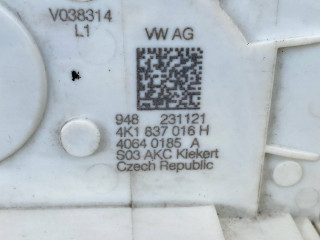 V038314
L1
VW AG
948 231121
4K1 837 016 H
4064 0185 A
S03 AKC Kiekert
Czech Republic